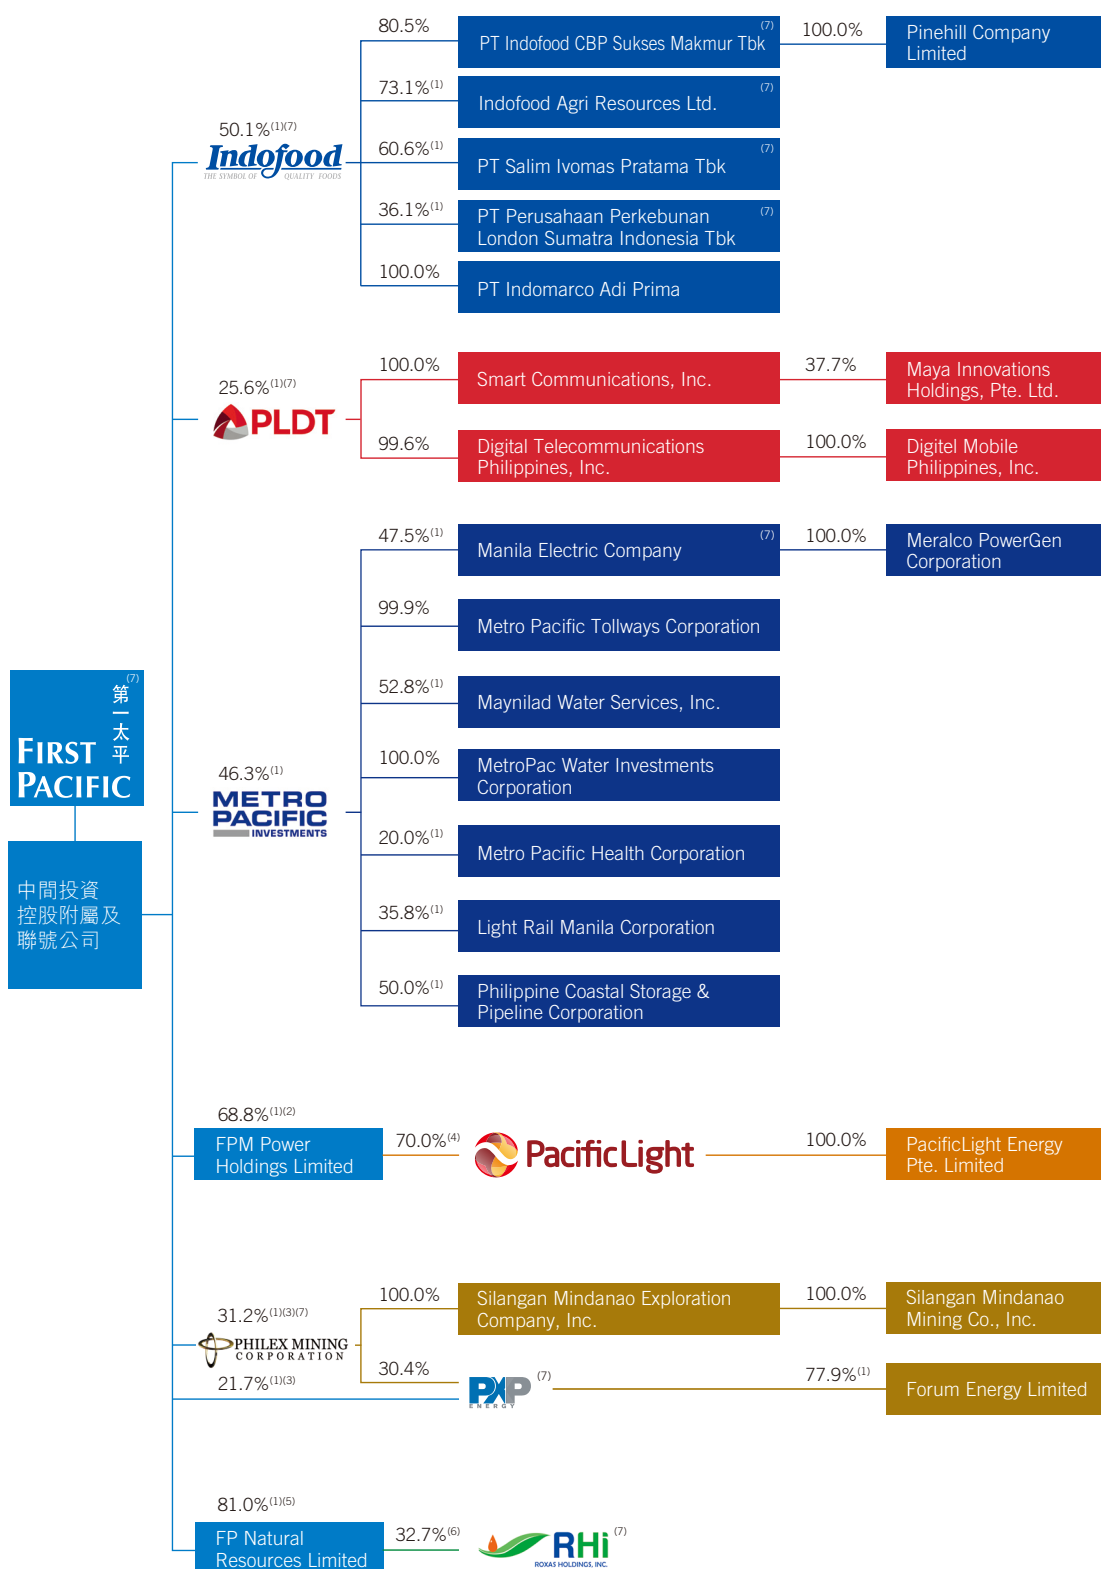 80.5%
PT Indofood CBP Sukses Makmur Tbk (7)
100.0%
Pinehill Company
Limited
73.1%(1)
Indofood Agri Resources Ltd. (7)
50.1%(1)(7)
Indofood
THE SYMBOL OF QUALITY FOODS
60.6%(1)
PT Salim Ivomas Pratama Tbk (7)
36.1%(1)
PT Perusahaan Perkebunan (7)
London Sumatra Indonesia Tbk
100.0%
PT Indomarco Adi Prima
25.6%(1)(7)
PLDT
100.0%
Smart Communications, Inc.
37.7%
Maya Innovations
Holdings, Pte. Ltd.
99.6%
Digital Telecommunications
Philippines, Inc.
100.0%
Digitel Mobile
Philippines, Inc.
47.5%(1)
Manila Electric Company (7)
100.0%
Meralco PowerGen
Corporation
99.9%
Metro Pacific Tollways Corporation
52.8%(1)
Maynilad Water Services, Inc.
(7)
第一太平
FIRST
PACIFIC
46.3%(1)
METRO
PACIFIC
INVESTMENTS
100.0%
MetroPac Water Investments
Corporation
20.0%(1)
Metro Pacific Health Corporation
中間投資
控股附屬及
聯號公司
35.8%(1)
Light Rail Manila Corporation
50.0%(1)
Philippine Coastal Storage &
Pipeline Corporation
68.8%(1)(2)
FPM Power
Holdings Limited
70.0%(4)
PacificLight
100.0%
PacificLight Energy
Pte. Limited
31.2%(1)(3)(7)
PHILEX MINING
CORPORATION
100.0%
Silangan Mindanao Exploration
Company, Inc.
100.0%
Silangan Mindanao
Mining Co., Inc.
21.7%(1)(3)
30.4%
PXP (7)
ENERGY
77.9%(1)
Forum Energy Limited
81.0%(1)(5)
FP Natural
Resources Limited
32.7%(6)
RHi (7)
ROXAS HOLDINGS, INC.